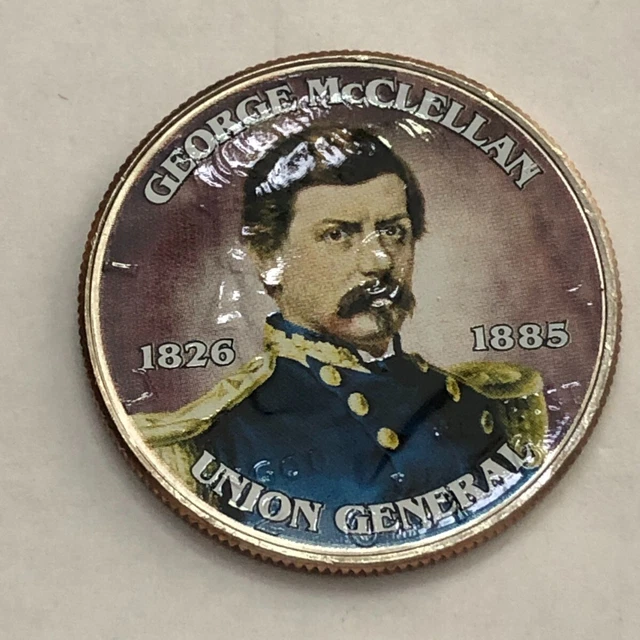 GEORGE McCLELLAN
1826
1885
UNION GENERAL